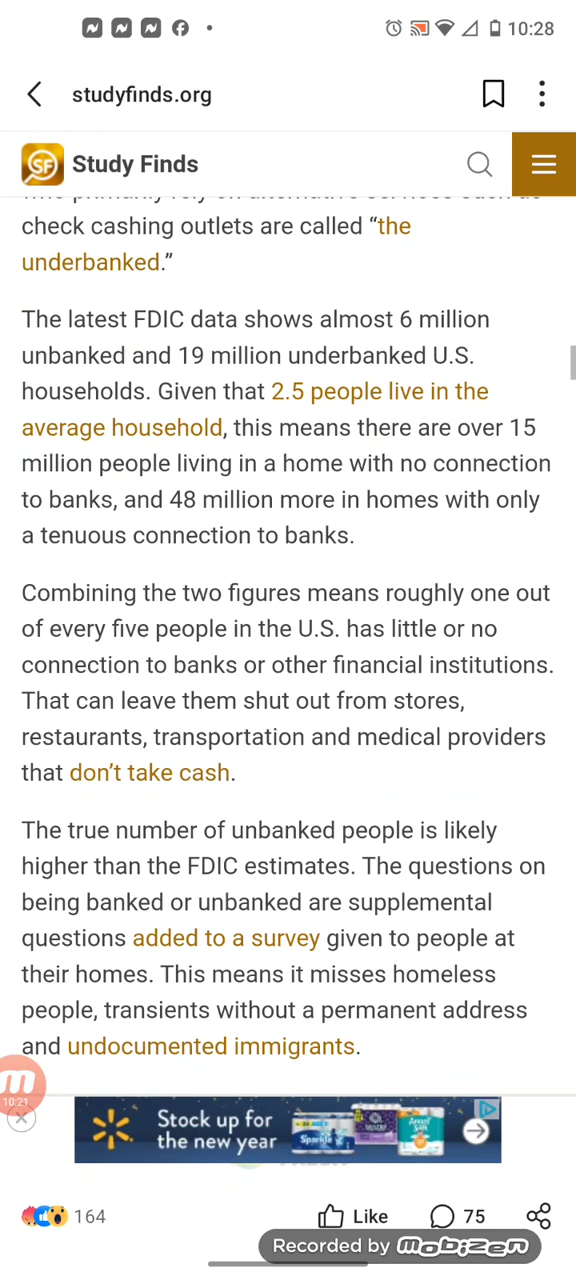 10:28
studyfinds.org
SF Study Finds
check cashing outlets are called “the
underbanked.”
The latest FDIC data shows almost 6 million
unbanked and 19 million underbanked U.S.
households. Given that 2.5 people live in the
average household, this means there are over 15
million people living in a home with no connection
to banks, and 48 million more in homes with only
a tenuous connection to banks.
Combining the two figures means roughly one out
of every five people in the U.S. has little or no
connection to banks or other financial institutions.
That can leave them shut out from stores,
restaurants, transportation and medical providers
that don’t take cash.
The true number of unbanked people is likely
higher than the FDIC estimates. The questions on
being banked or unbanked are supplemental
questions added to a survey given to people at
their homes. This means it misses homeless
people, transients without a permanent address
and undocumented immigrants.
10:21
Stock up for
the new year
Sparkle
Angel
Soft
164
Like
75
Recorded by mobizen